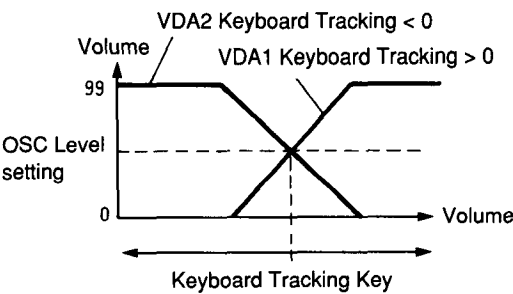 VDA2 Keyboard Tracking < 0
Volume
VDA1 Keyboard Tracking > 0
99
OSC Level
setting
0
Volume
Keyboard Tracking Key